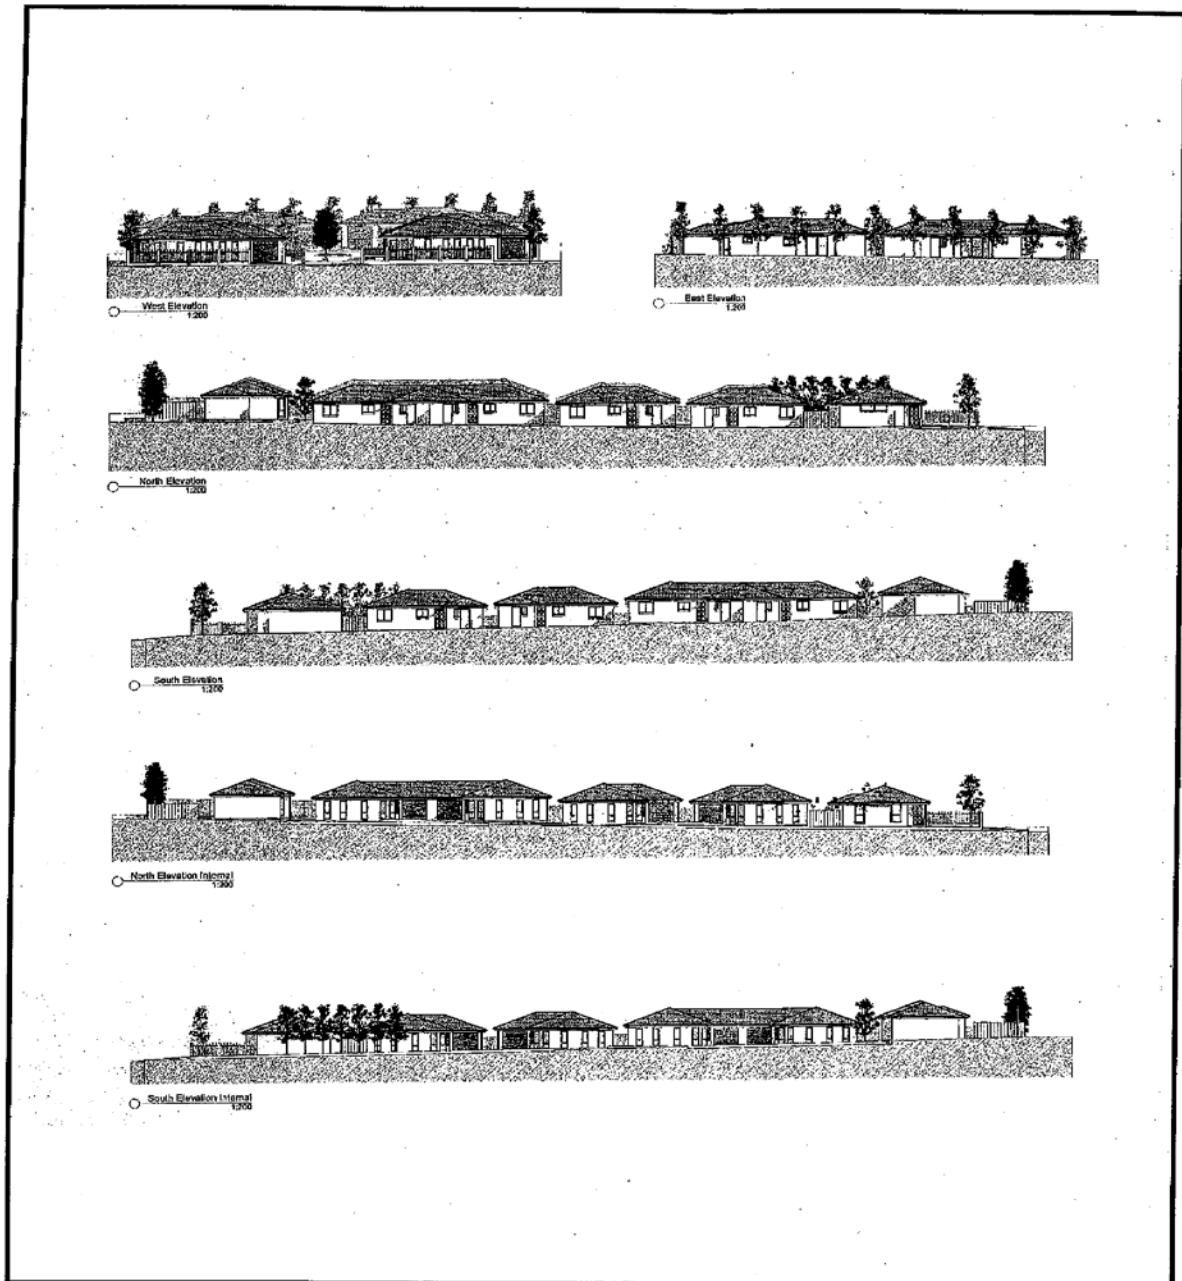 West Elevation
1:200
East Elevation
1:200
North Elevation
1:200
South Elevation
1:200
North Elevation Internal
1:200
South Elevation Internal
1:200